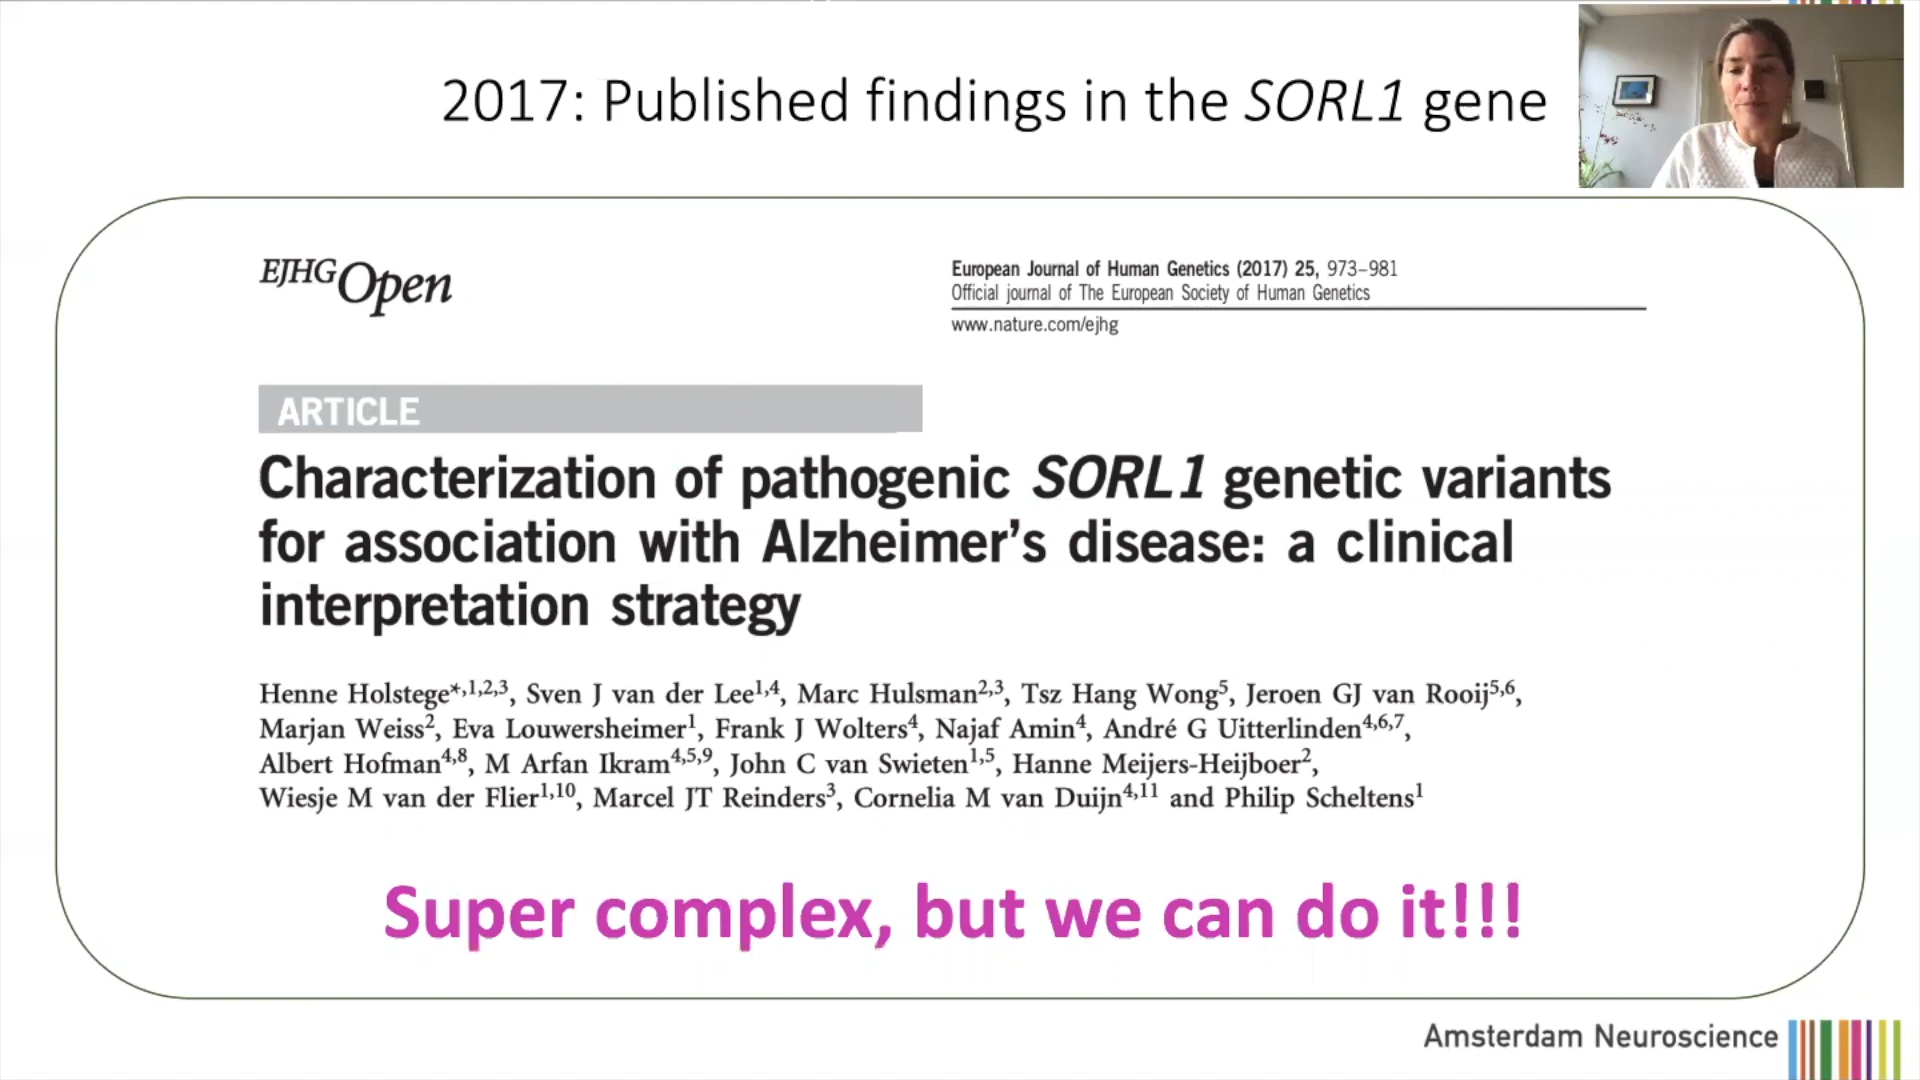 2017: Published findings in the SORL1 gene
EJHG Open
European Journal of Human Genetics (2017) 25, 973–981
Official journal of The European Society of Human Genetics
www.nature.com/ejhg
ARTICLE
Characterization of pathogenic SORL1 genetic variants
for association with Alzheimer's disease: a clinical
interpretation strategy
Henne Holstege*,1,2,3, Sven J van der Lee1,4, Marc Hulsman2,3, Tsz Hang Wong5, Jeroen GJ van Rooij5,6,
Marjan Weiss2, Eva Louwersheimer1, Frank J Wolters4, Najaf Amin4, André G Uitterlinden4,6,7,
Albert Hofman4,8, M Arfan Ikram4,5,9, John C van Swieten1,5, Hanne Meijers-Heijboer2,
Wiesje M van der Flier1,10, Marcel JT Reinders3, Cornelia M van Duijn4,11 and Philip Scheltens1
Super complex, but we can do it!!!
Amsterdam Neuroscience